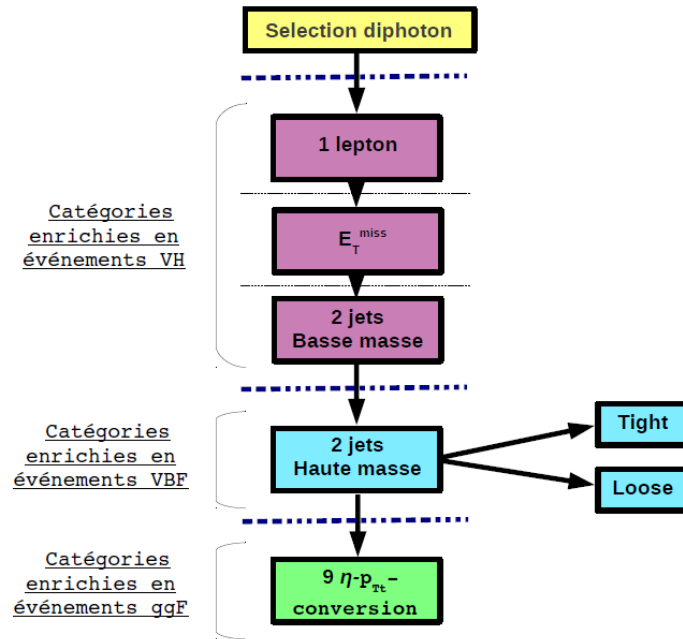 Selection diphoton
1 lepton
Catégories
enrichies en
événements VH
E_T^miss
2 jets
Basse masse
Catégories
enrichies en
événements VBF
2 jets
Haute masse
Tight
Loose
Catégories
enrichies en
événements ggF
9 η-p_Tt-
conversion